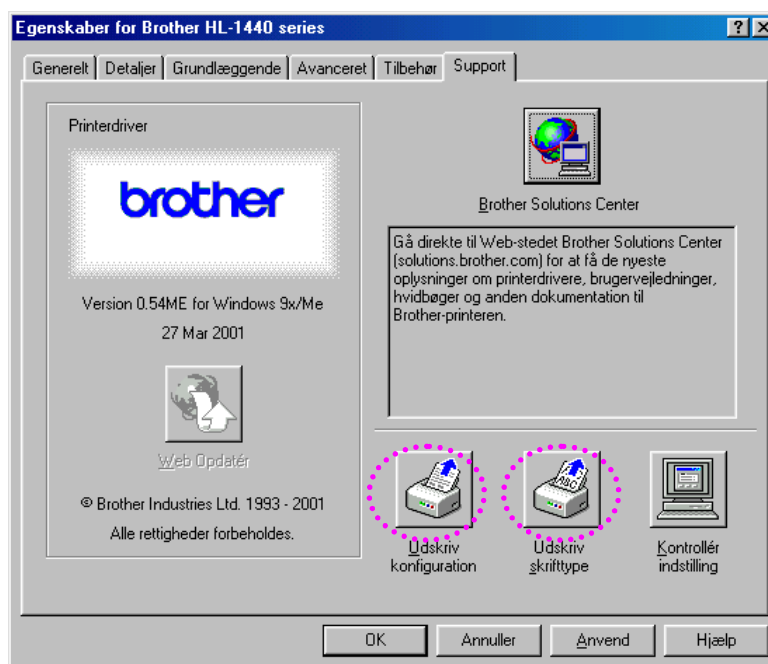 Egenskaber for Brother HL-1440 series
Generelt Detaljer Grundlæggende Avanceret Tilbehør Support
Printerdriver
brother
Version 0.54ME for Windows 9x/Me
27 Mar 2001
Web Opdatér
© Brother Industries Ltd. 1993 - 2001
Alle rettigheder forbeholdes.
Brother Solutions Center
Gå direkte til Web-stedet Brother Solutions Center
(solutions.brother.com) for at få de nyeste
oplysninger om printerdrivere, brugervejledninger,
hvidbøger og anden dokumentation til
Brother-printeren.
ABC
Udskriv
konfiguration
Udskriv
skrifttype
Kontrollér
indstilling
OK Annuller Anvend Hjælp